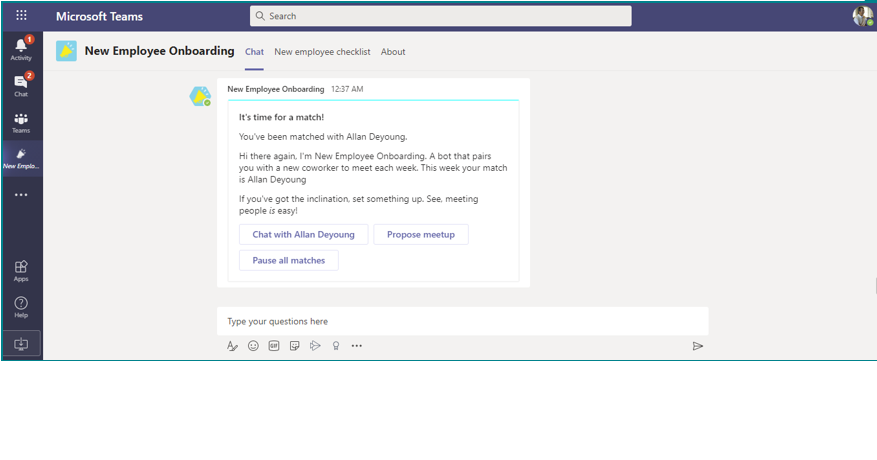 Microsoft Teams
Search
1
Activity
New Employee Onboarding
Chat
New employee checklist
About
2
Chat
Teams
New Emplo...
Apps
Help
New Employee Onboarding 12:37 AM
It's time for a match!
You've been matched with Allan Deyoung.
Hi there again, I'm New Employee Onboarding. A bot that pairs
you with a new coworker to meet each week. This week your match
is Allan Deyoung
If you've got the inclination, set something up. See, meeting
people is easy!
Chat with Allan Deyoung
Propose meetup
Pause all matches
Type your questions here
GIF